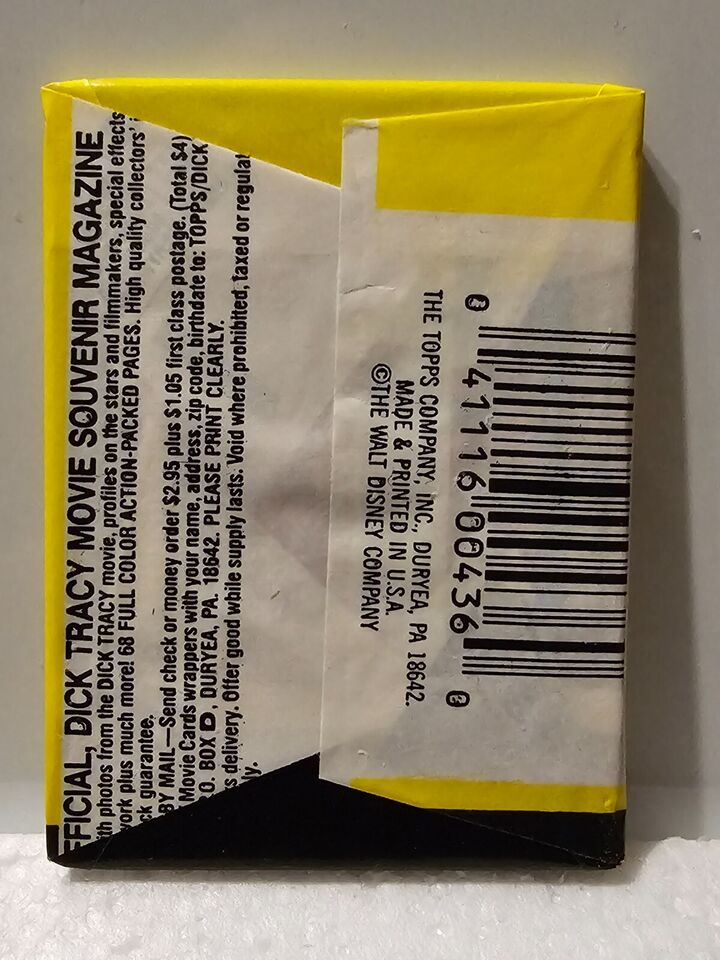 FFICIAL, DICK TRACY MOVIE SOUVENIR MAGAZINE
th photos from the DICK TRACY movie, profiles on the stars and filmmakers, special effects
work plus much more! 68 FULL COLOR ACTION-PACKED PAGES. High quality collectors'
ck guarantee.
BY MAIL—Send check or money order $2.95 plus $1.05 first class postage. (Total $4)
Movie Cards wrappers with your name, address, zip code, birthdate to: TOPPS/DICK
O. BOX D, DURYEA, PA. 18642. PLEASE PRINT CLEARLY.
s delivery. Offer good while supply lasts. Void where prohibited, taxed or regulat
ly.
0 41116 00436 0
THE TOPPS COMPANY, INC., DURYEA, PA 18642.
MADE & PRINTED IN U.S.A.
©THE WALT DISNEY COMPANY